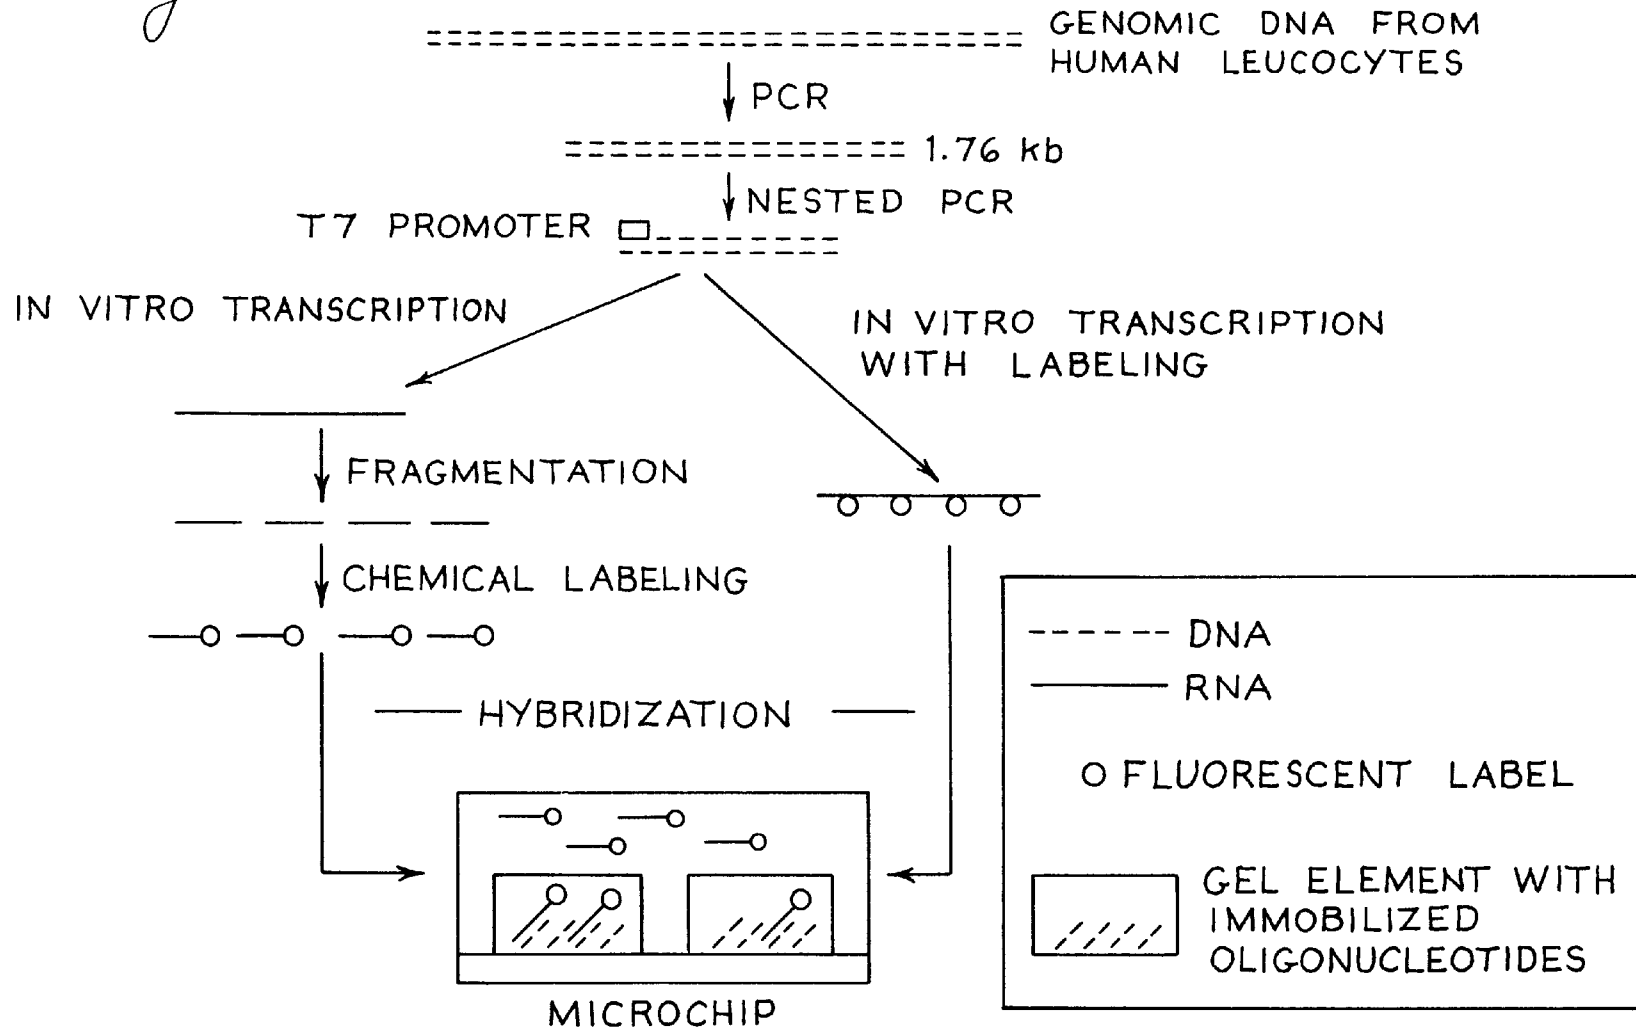 GENOMIC DNA FROM
HUMAN LEUCOCYTES
PCR
1.76 kb
NESTED PCR
T7 PROMOTER
IN VITRO TRANSCRIPTION
IN VITRO TRANSCRIPTION
WITH LABELING
FRAGMENTATION
CHEMICAL LABELING
HYBRIDIZATION
MICROCHIP
DNA
RNA
FLUORESCENT LABEL
GEL ELEMENT WITH
IMMOBILIZED
OLIGONUCLEOTIDES